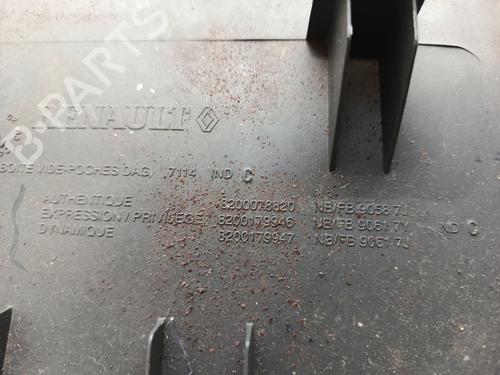 B-PARTS
RENAULT
BOITE VIDE-POCHES DAG. 7114 IND C
AUTHENTIQUE 8200078820 NB/FB 9058 7J
EXPRESSION/ PRIVILEGE 8200179946 NB/FB 9061 7Y IND C
DYNAMIQUE 8200179947 NB/FB 9061 7J